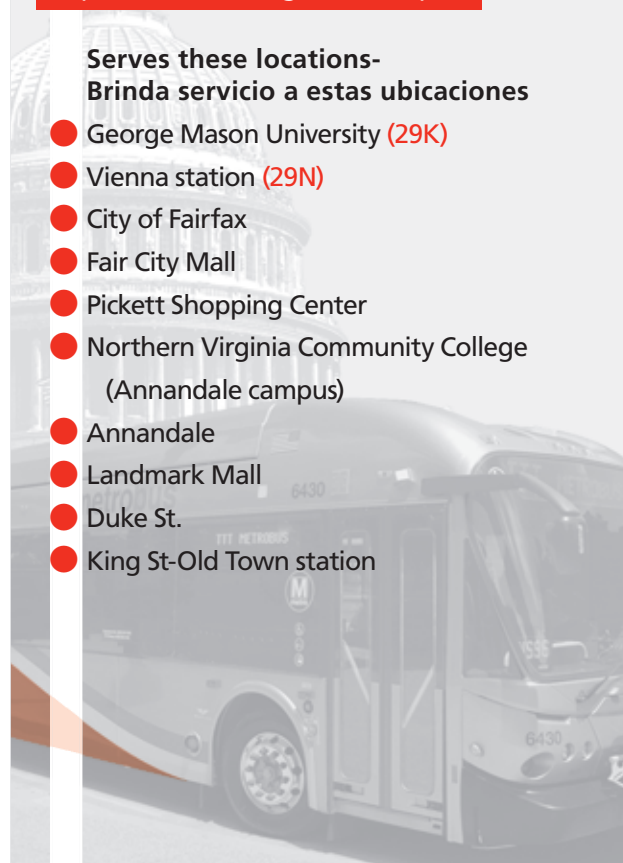 Serves these locations-
Brinda servicio a estas ubicaciones
George Mason University (29K)
Vienna station (29N)
City of Fairfax
Fair City Mall
Pickett Shopping Center
Northern Virginia Community College
(Annandale campus)
Annandale
Landmark Mall
Duke St.
King St-Old Town station
metrobus
6430
M
6430